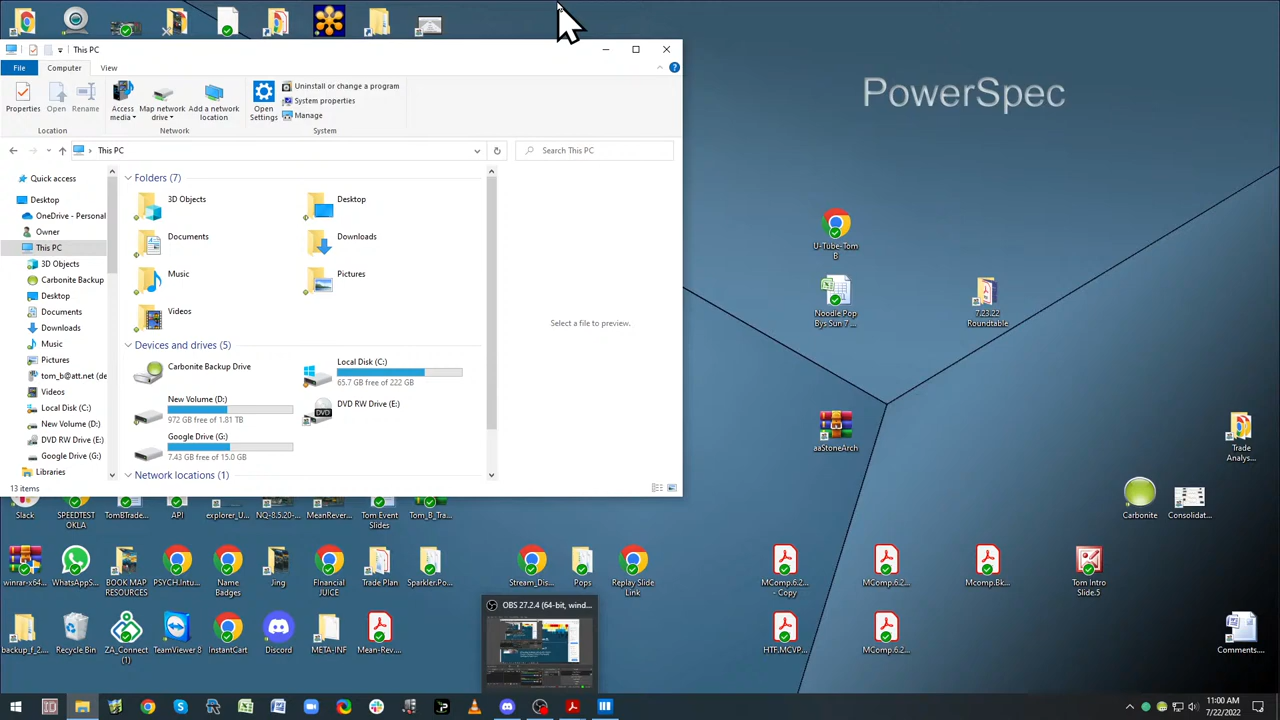 This PC
File
Computer
View
Properties
Open
Rename
Access media
Map network drive
Add a network location
Open Settings
Uninstall or change a program
System properties
Manage
Location
Network
System
This PC
Search This PC
Quick access
Desktop
OneDrive - Personal
Owner
This PC
3D Objects
Carbonite Backup
Desktop
Documents
Downloads
Music
Pictures
tom_b@att.net (de
Videos
Local Disk (C:)
New Volume (D:)
DVD RW Drive (E:)
Google Drive (G:)
Libraries
Folders (7)
3D Objects
Desktop
Documents
Downloads
Music
Pictures
Videos
Devices and drives (5)
Carbonite Backup Drive
Local Disk (C:)
65.7 GB free of 222 GB
New Volume (D:)
972 GB free of 1.81 TB
DVD RW Drive (E:)
Google Drive (G:)
7.43 GB free of 15.0 GB
Network locations (1)
Select a file to preview.
13 items
PowerSpec
U-Tube-Tom B
Noodle Pop Bys Sun 7 ...
7.23.22 Roundtable
aaStoneArch
Trade Analys...
Carbonite
Consolidat...
Slack
SPEEDTEST OKLA
TomBTrade...
API
explorer_U...
NQ-8.5.20-...
MeanRever...
Tom Event Slides
Tom_B_Tra...
winrar-x64...
WhatsAppS...
BOOK MAP RESOURCES
PSYCH.Intu...
Name Badges
Jing
FInancial JUICE
Trade Plan
Sparkler.Po...
Stream_Dis...
Pops
Replay Slide Link
MComp.6.2... - Copy
MComp.6.2...
Mcomp.Bk...
Tom Intro Slide.5
OBS 27.2.4 (64-bit, wind...
backup_f_2...
Recycle Bin
ZA_Connect (1)
TeamViewer 8
InstantCart
Discord
META-INF
Mean-Rev....
HTF.MCVP...
MComp.6.2...
Comments....
11:00 AM
7/22/2022